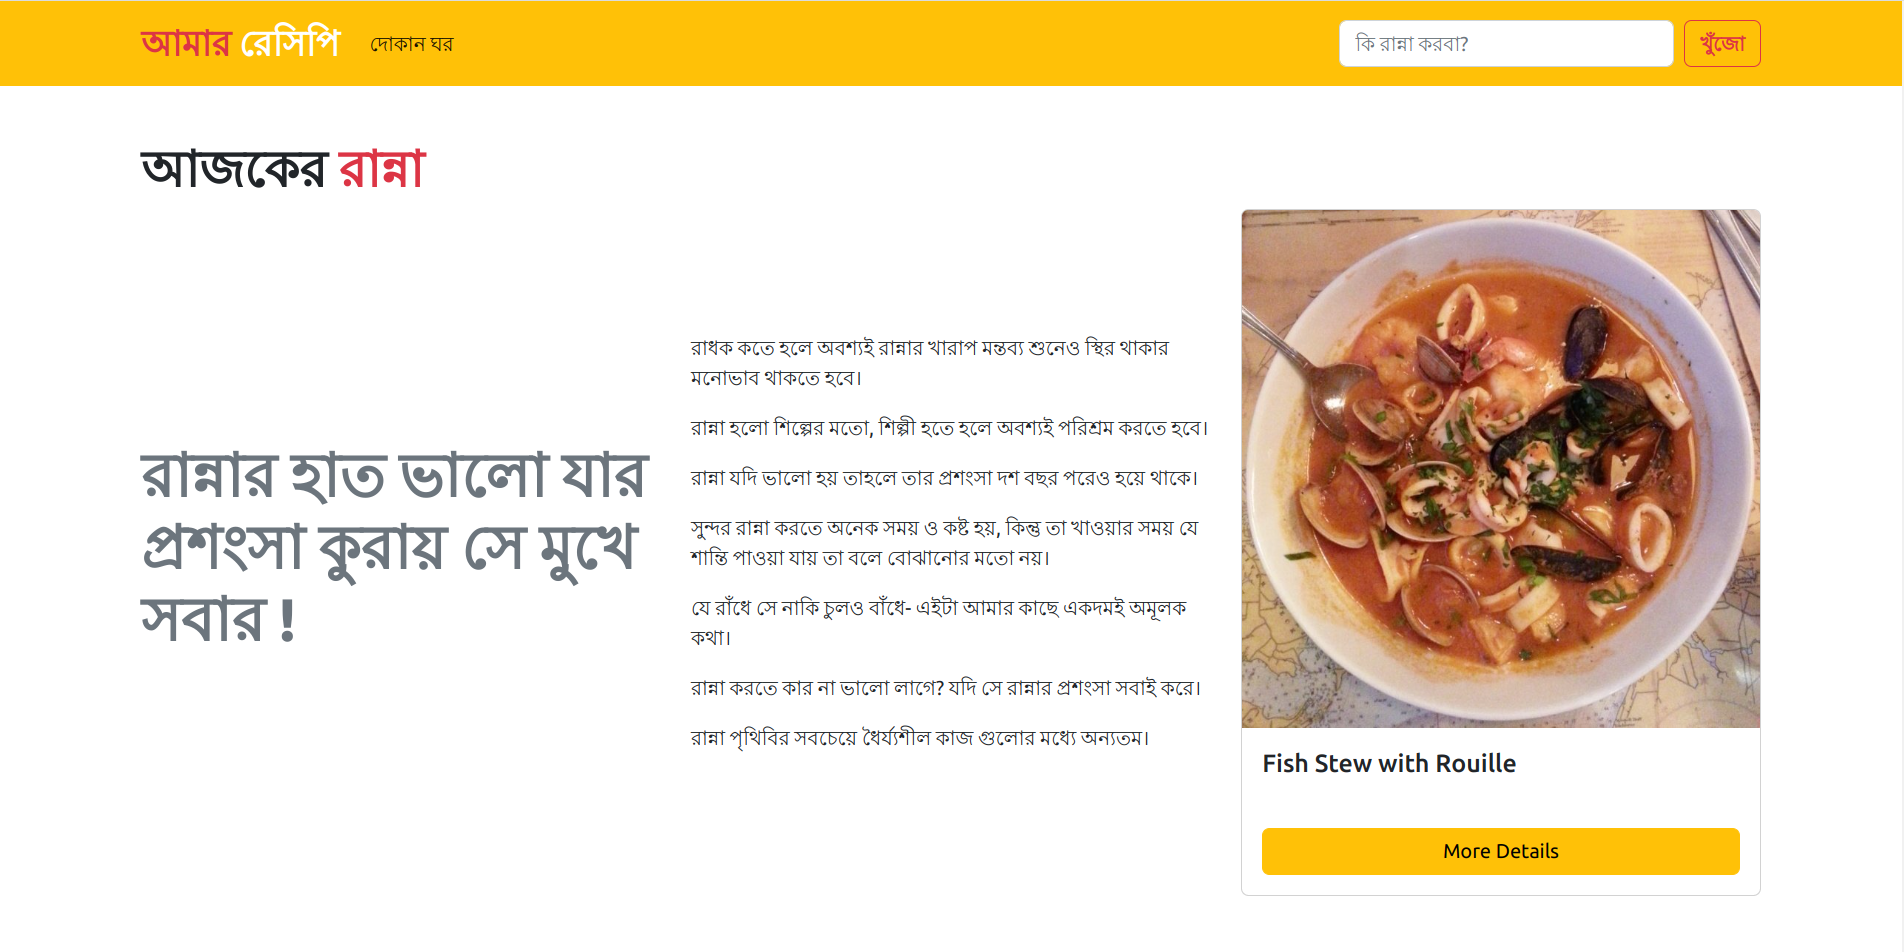 আমার রেসিপি
দোকান ঘর
কি রান্না করবা?
খুঁজো
আজকের রান্না
রান্নার হাত ভালো যার
প্রশংসা কুরায় সে মুখে
সবার !
রাধক কতে হলে অবশ্যই রান্নার খারাপ মন্তব্য শুনেও স্থির থাকার
মনোভাব থাকতে হবে।
রান্না হলো শিল্পের মতো, শিল্পী হতে হলে অবশ্যই পরিশ্রম করতে হবে।
রান্না যদি ভালো হয় তাহলে তার প্রশংসা দশ বছর পরেও হয়ে থাকে।
সুন্দর রান্না করতে অনেক সময় ও কষ্ট হয়, কিন্তু তা খাওয়ার সময় যে
শান্তি পাওয়া যায় তা বলে বোঝানোর মতো নয়।
যে রাঁধে সে নাকি চুলও বাঁধে- এইটা আমার কাছে একদমই অমূলক
কথা।
রান্না করতে কার না ভালো লাগে? যদি সে রান্নার প্রশংসা সবাই করে।
রান্না পৃথিবির সবচেয়ে ধৈর্য্যশীল কাজ গুলোর মধ্যে অন্যতম।
Fish Stew with Rouille
More Details